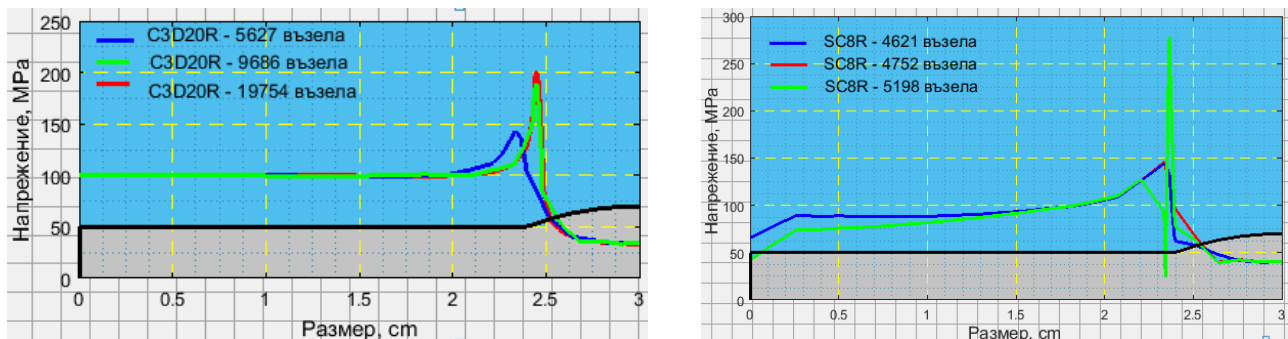 250
200
150
100
50
0
Напрежение, MPa
C3D20R - 5627 възела
C3D20R - 9686 възела
C3D20R - 19754 възела
0 0.5 1 1.5 2 2.5 3
Размер, cm
300
250
200
150
100
50
0
Напрежение, MPa
SC8R - 4621 възела
SC8R - 4752 възела
SC8R - 5198 възела
0 0.5 1.0 1.5 2 2.5 3
Размер, cm